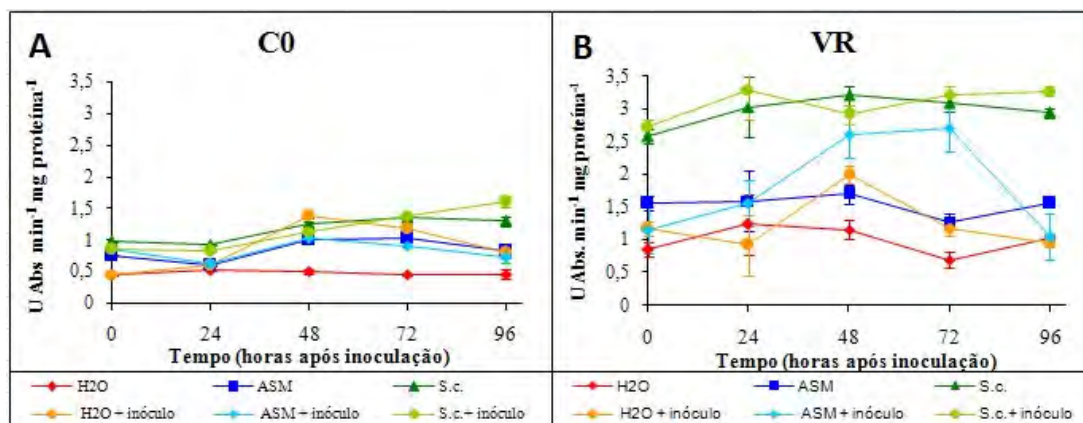 A
C0
U Abs. min-1 mg proteína-1
3,5
3
2,5
2
1,5
1
0,5
0
0 24 48 72 96
Tempo (horas após inoculação)
H2O ASM S.c.
H2O + inóculo ASM + inóculo S.c.+ inóculo
B
VR
U Abs. min-1 mg proteína-1
3,5
3
2,5
2
1,5
1
0,5
0
0 24 48 72 96
Tempo (horas após inoculação)
H2O ASM S.c.
H2O + inóculo ASM + inóculo S.c.+ inóculo